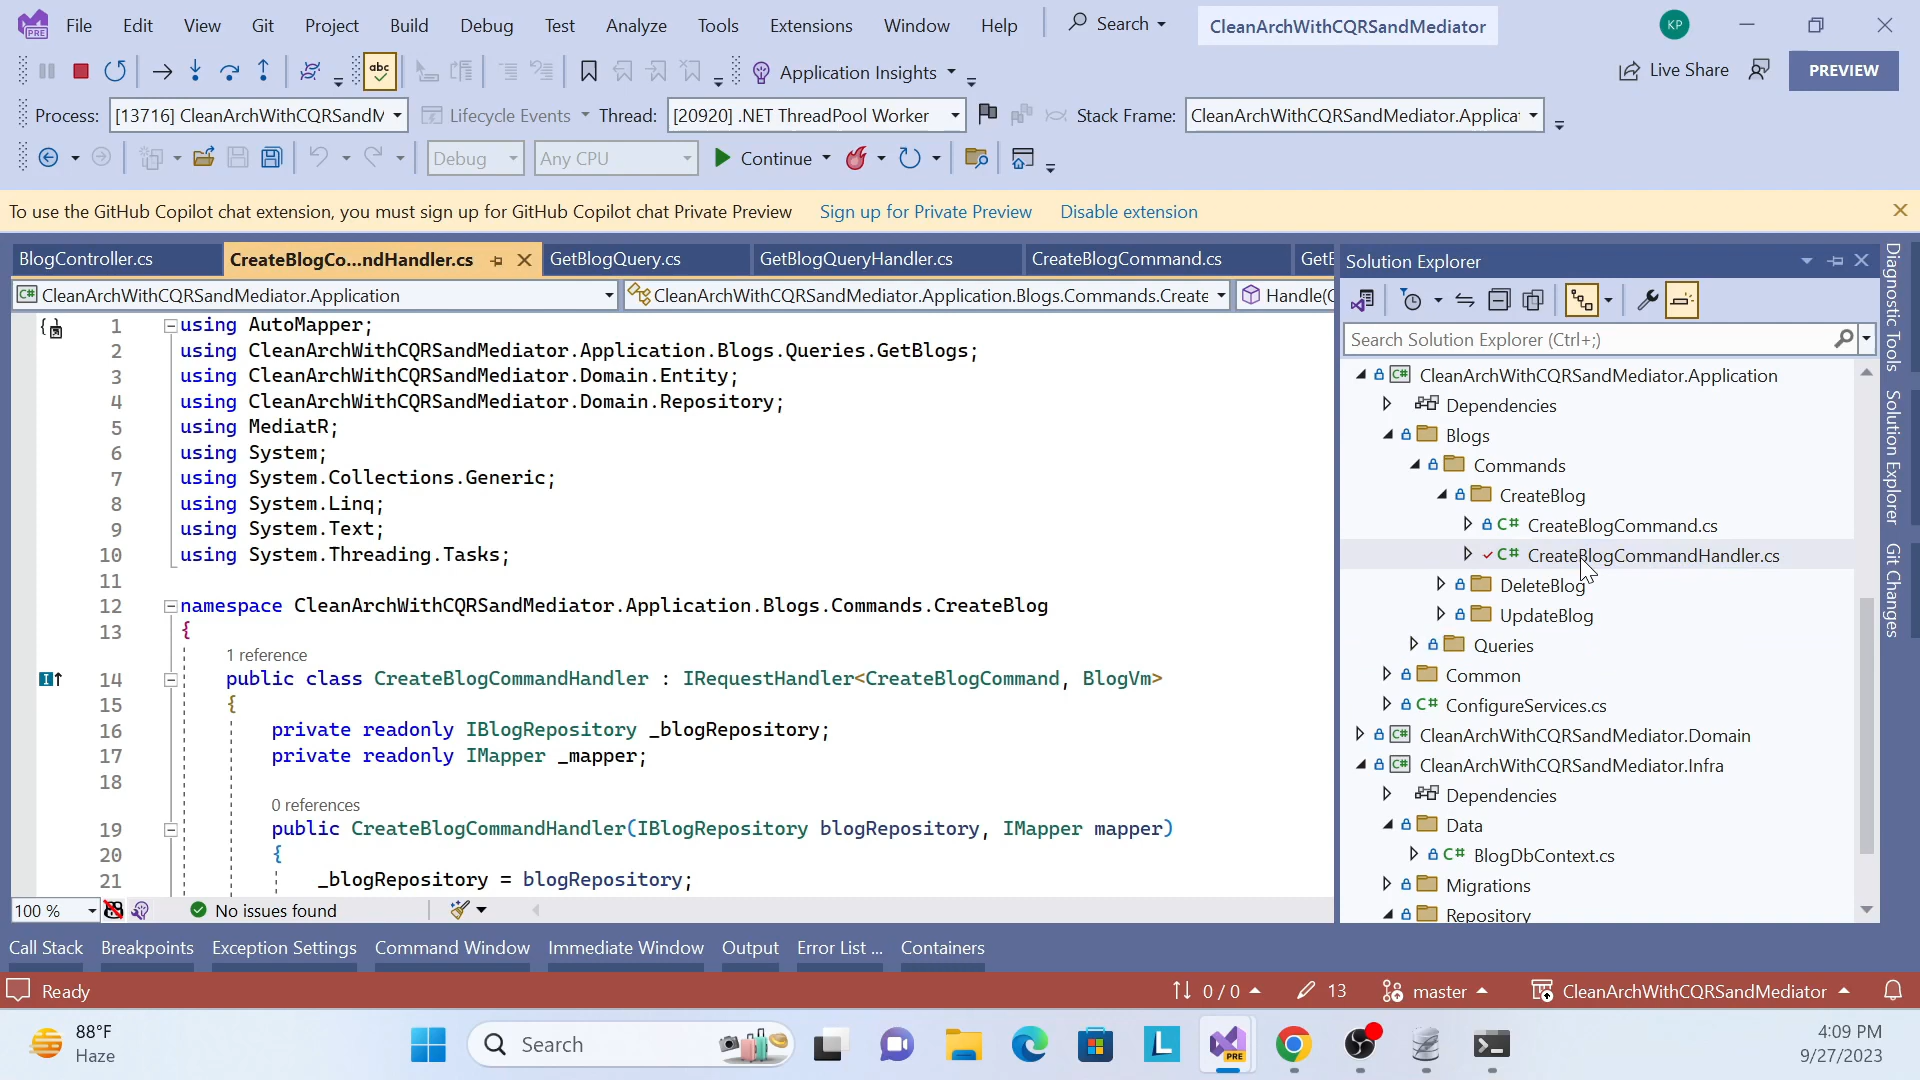 File Edit View Git Project Build Debug Test Analyze Tools Extensions Window Help Search CleanArchWithCQRSandMediator KP
abc Application Insights Live Share PREVIEW
Process: [13716] CleanArchWithCQRSandM Lifecycle Events Thread: [20920] .NET ThreadPool Worker Stack Frame: CleanArchWithCQRSandMediator.Applicat
Debug Any CPU Continue
To use the GitHub Copilot chat extension, you must sign up for GitHub Copilot chat Private Preview Sign up for Private Preview Disable extension
BlogController.cs CreateBlogCo...ndHandler.cs GetBlogQuery.cs GetBlogQueryHandler.cs CreateBlogCommand.cs GetE
CleanArchWithCQRSandMediator.Application CleanArchWithCQRSandMediator.Application.Blogs.Commands.Create Handle(C
1 using AutoMapper;
2 using CleanArchWithCQRSandMediator.Application.Blogs.Queries.GetBlogs;
3 using CleanArchWithCQRSandMediator.Domain.Entity;
4 using CleanArchWithCQRSandMediator.Domain.Repository;
5 using MediatR;
6 using System;
7 using System.Collections.Generic;
8 using System.Linq;
9 using System.Text;
10 using System.Threading.Tasks;
11
12 namespace CleanArchWithCQRSandMediator.Application.Blogs.Commands.CreateBlog
13 {
1 reference
14 public class CreateBlogCommandHandler : IRequestHandler<CreateBlogCommand, BlogVm>
15 {
16 private readonly IBlogRepository _blogRepository;
17 private readonly IMapper _mapper;
18
0 references
19 public CreateBlogCommandHandler(IBlogRepository blogRepository, IMapper mapper)
20 {
21 _blogRepository = blogRepository;
100 % No issues found
Solution Explorer
Search Solution Explorer (Ctrl+;)
C# CleanArchWithCQRSandMediator.Application
Dependencies
Blogs
Commands
CreateBlog
C# CreateBlogCommand.cs
C# CreateBlogCommandHandler.cs
DeleteBlog
UpdateBlog
Queries
Common
C# ConfigureServices.cs
C# CleanArchWithCQRSandMediator.Domain
C# CleanArchWithCQRSandMediator.Infra
Dependencies
Data
C# BlogDbContext.cs
Migrations
Repository
Diagnostic Tools
Solution Explorer
Git Changes
Call Stack Breakpoints Exception Settings Command Window Immediate Window Output Error List ... Containers
Ready 0 / 0 13 master CleanArchWithCQRSandMediator
88°F
Haze
Search
L
PRE
4:09 PM
9/27/2023